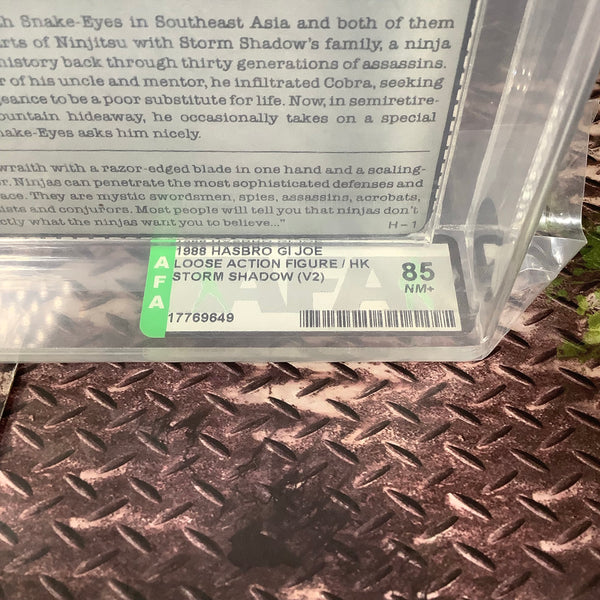 h Snake-Eyes in Southeast Asia and both of them
rts of Ninjitsu with Storm Shadow's family, a ninja
history back through thirty generations of assassins.
r of his uncle and mentor, he infiltrated Cobra, seeking
geance to be a poor substitute for life. Now, in semiretire-
ountain hideaway, he occasionally takes on a special
nake-Eyes asks him nicely.
wraith with a razor-edged blade in one hand and a scaling-
r. Ninjas can penetrate the most sophisticated defenses and
ace. They are mystic swordsmen, spies, assassins, acrobats,
ists and conjurors. Most people will tell you that ninjas don't
ctly what the ninja want you to believe..."
H-1
AFA
1988 HASBRO GI JOE
LOOSE ACTION FIGURE / HK
STORM SHADOW (V2)
85
NM+
17769649
AFA